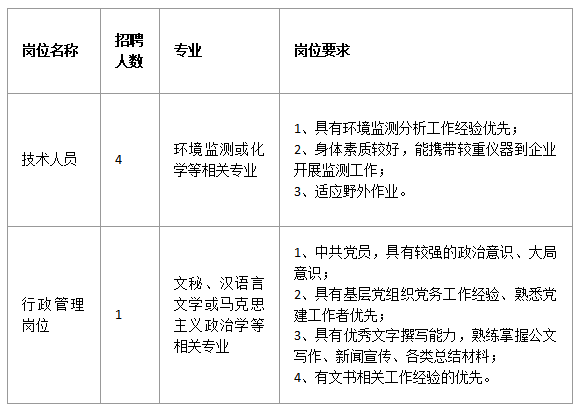 岗位名称
招聘
人数
专业
岗位要求
技术人员
4
环境监测或化
学等相关专业
1、具有环境监测分析工作经验优先；
2、身体素质较好，能携带较重仪器到企业
开展监测工作；
3、适应野外作业。
行政管理
岗位
1
文秘、汉语言
文学或马克思
主义政治学等
相关专业
1、中共党员，具有较强的政治意识、大局
意识；
2、具有基层党组织党务工作经验、熟悉党
建工作者优先；
3、具有优秀文字撰写能力，熟练掌握公文
写作、新闻宣传、各类总结材料；
4、有文书相关工作经验的优先。